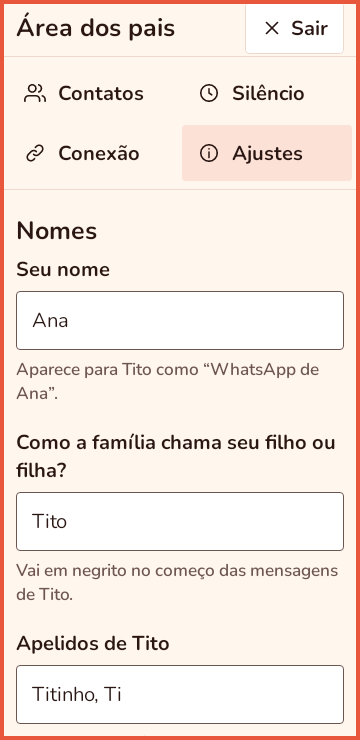 Área dos pais
Sair
Contatos
Silêncio
Conexão
Ajustes
Nomes
Seu nome
Ana
Aparece para Tito como “WhatsApp de
Ana”.
Como a família chama seu filho ou
filha?
Tito
Vai em negrito no começo das mensagens
de Tito.
Apelidos de Tito
Titinho, Ti